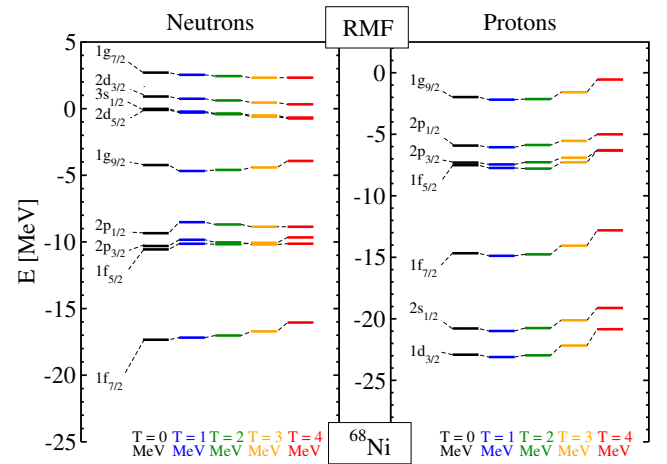 Neutrons
RMF
Protons
E [MeV]
5
0
-5
-10
-15
-20
-25
1g7/2
2d3/2
3s1/2
2d5/2
1g9/2
2p1/2
2p3/2
1f5/2
1f7/2
T = 0 T = 1 T = 2 T = 3 T = 4
MeV MeV MeV MeV MeV
68Ni
0
-5
-10
-15
-20
-25
1g9/2
2p1/2
2p3/2
1f5/2
1f7/2
2s1/2
1d3/2
T = 0 T = 1 T = 2 T = 3 T = 4
MeV MeV MeV MeV MeV